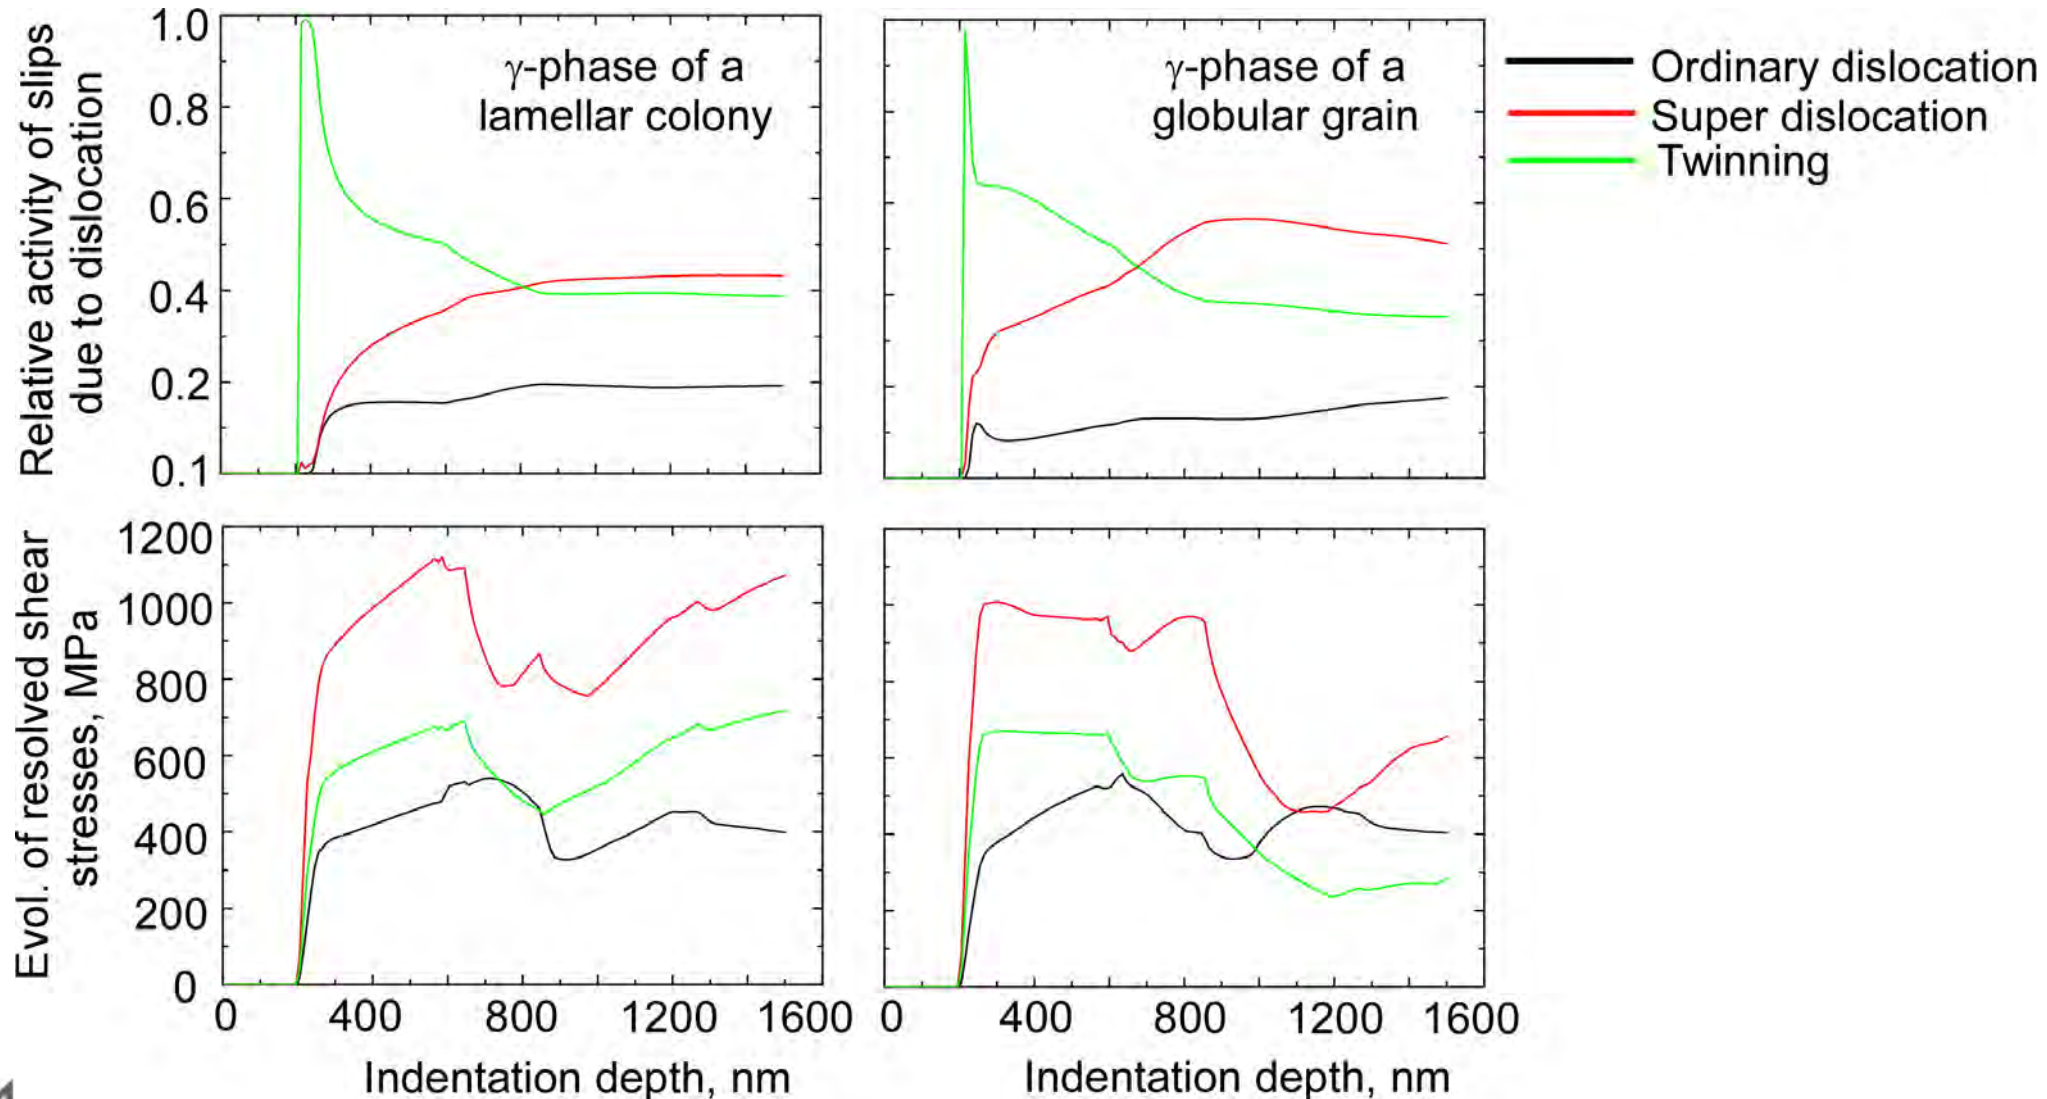 Relative activity of slips
due to dislocation
1.0
0.8
0.6
0.4
0.2
0.1
γ-phase of a
lamellar colony
γ-phase of a
globular grain
Ordinary dislocation
Super dislocation
Twinning
Evol. of resolved shear
stresses, MPa
1200
1000
800
600
400
200
0
0 400 800 1200 1600
Indentation depth, nm
0 400 800 1200 1600
Indentation depth, nm